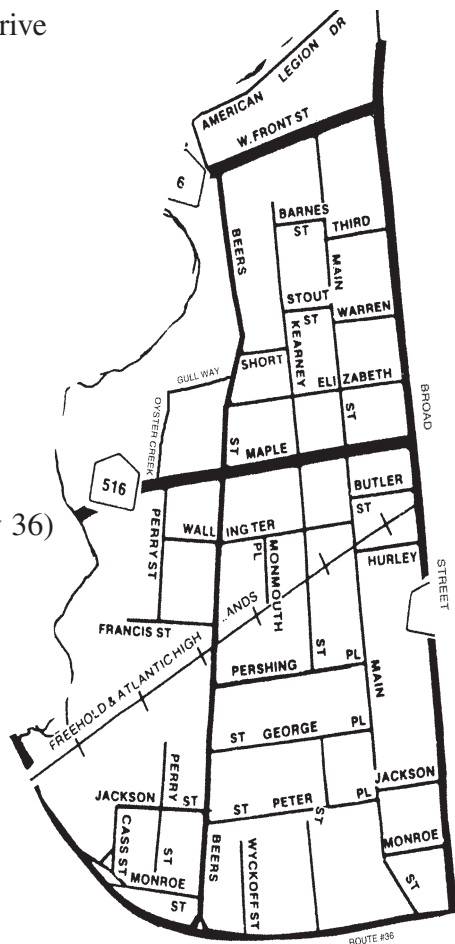 rive
AMERICAN LEGION DR
W. FRONT ST
6
BARNES
ST
THIRD
BEERS
MAIN
STOUT
ST
WARREN
KEARNEY
SHORT
GULL WAY
ELIZABETH
OYSTER CREEK
ST
BROAD
ST
MAPLE
516
BUTLER
ST
36)
PERRY ST
WALLING TER
MONMOUTH
PL
HURLEY
STREET
FRANCIS ST
FREEHOLD & ATLANTIC HIGH LANDS
ST
PERSHING PL
MAIN
ST GEORGE PL
PERRY
ST
JACKSON ST
ST PETER PL
ST
JACKSON
CASS ST
BEERS
WYCKOFF ST
MONROE
ST
MONROE
ST
ROUTE #36